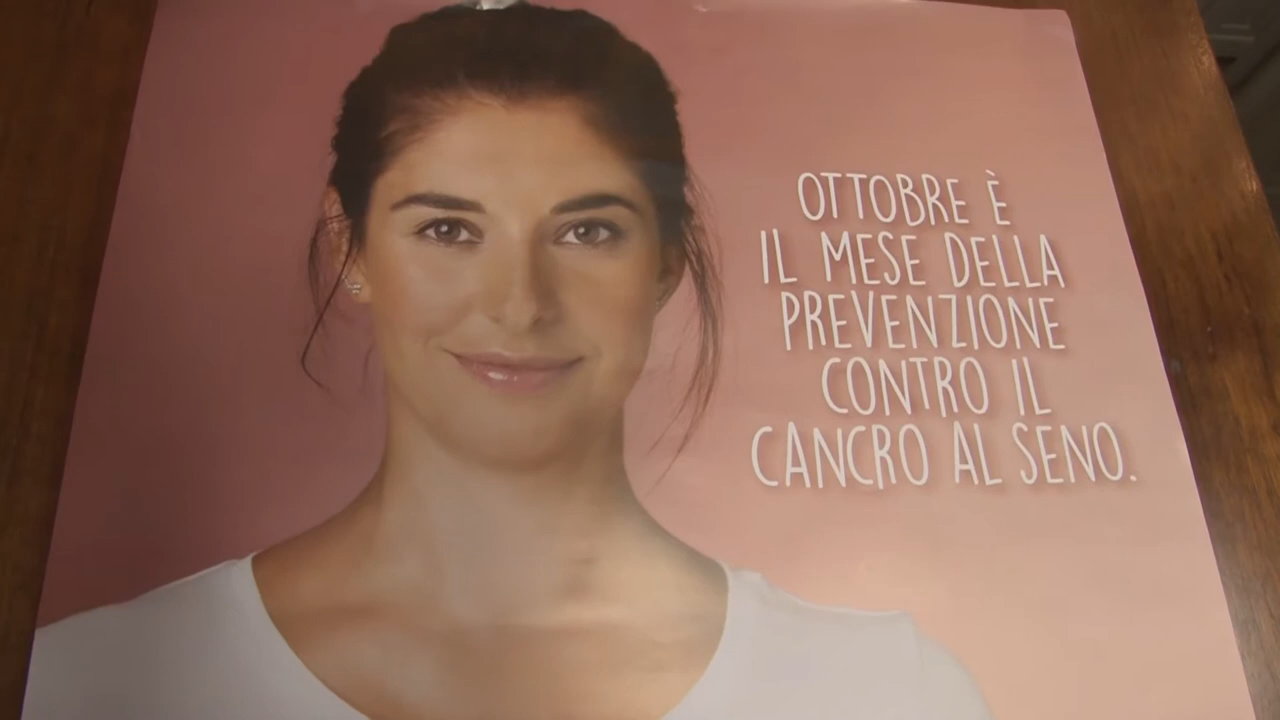 OTTOBRE È
IL MESE DELLA
PREVENZIONE
CONTRO IL
CANCRO AL SENO.